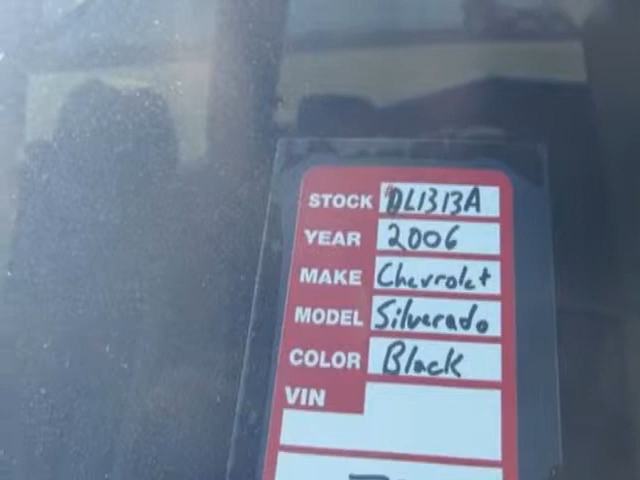 STOCK #DL1313A
YEAR 2006
MAKE Chevrolet
MODEL Silverado
COLOR Black
VIN